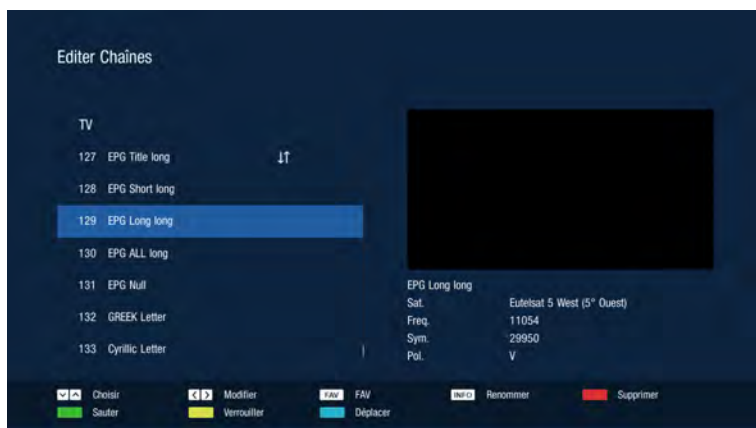 Editer Chaînes
TV
127 EPG Title long
128 EPG Short long
129 EPG Long long
130 EPG ALL long
131 EPG Null
132 GREEK Letter
133 Cyrillic Letter
EPG Long long
Sat. Eutelsat 5 West (5° Ouest)
Freq. 11054
Sym. 29950
Pol. V
Choisir Modifier FAV FAV INFO Renommer Supprimer
Sauter Verrouiller Déplacer